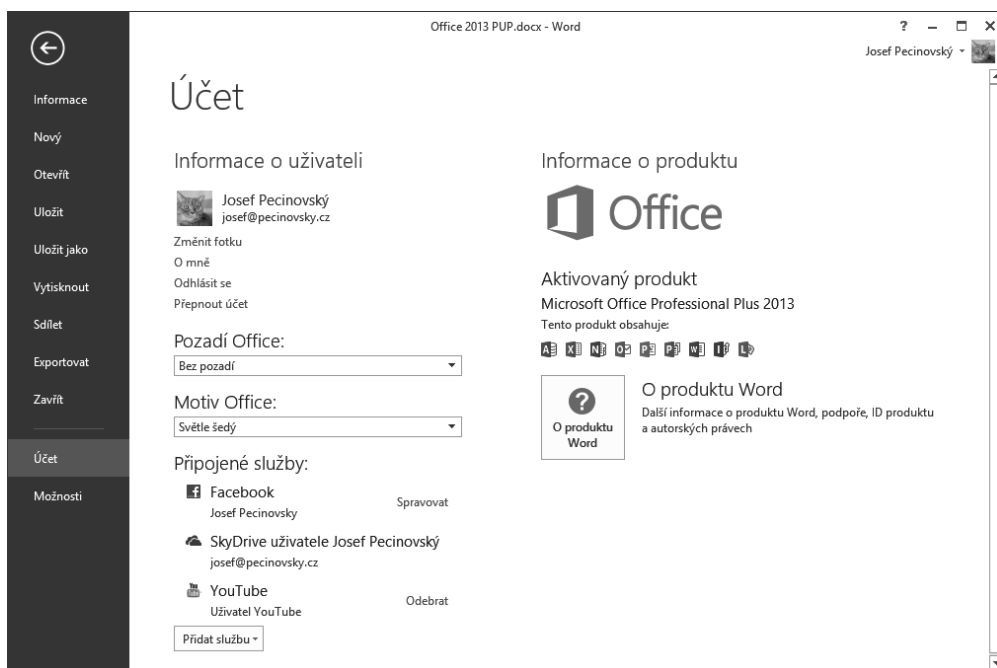 Office 2013 PUP.docx - Word
?
Josef Pecinovský
Informace
Nový
Otevřít
Uložit
Uložit jako
Vytisknout
Sdílet
Exportovat
Zavřít
Účet
Možnosti
Účet
Informace o uživateli
Josef Pecinovský
josef@pecinovsky.cz
Změnit fotku
O mně
Odhlásit se
Přepnout účet
Pozadí Office:
Bez pozadí
Motiv Office:
Světle šedý
Připojené služby:
Facebook
Josef Pecinovsky
Spravovat
SkyDrive uživatele Josef Pecinovský
josef@pecinovsky.cz
YouTube
Uživatel YouTube
Odebrat
Přidat službu
Informace o produktu
Office
Aktivovaný produkt
Microsoft Office Professional Plus 2013
Tento produkt obsahuje:
?
O produktu
Word
O produktu Word
Další informace o produktu Word, podpoře, ID produktu
a autorských právech